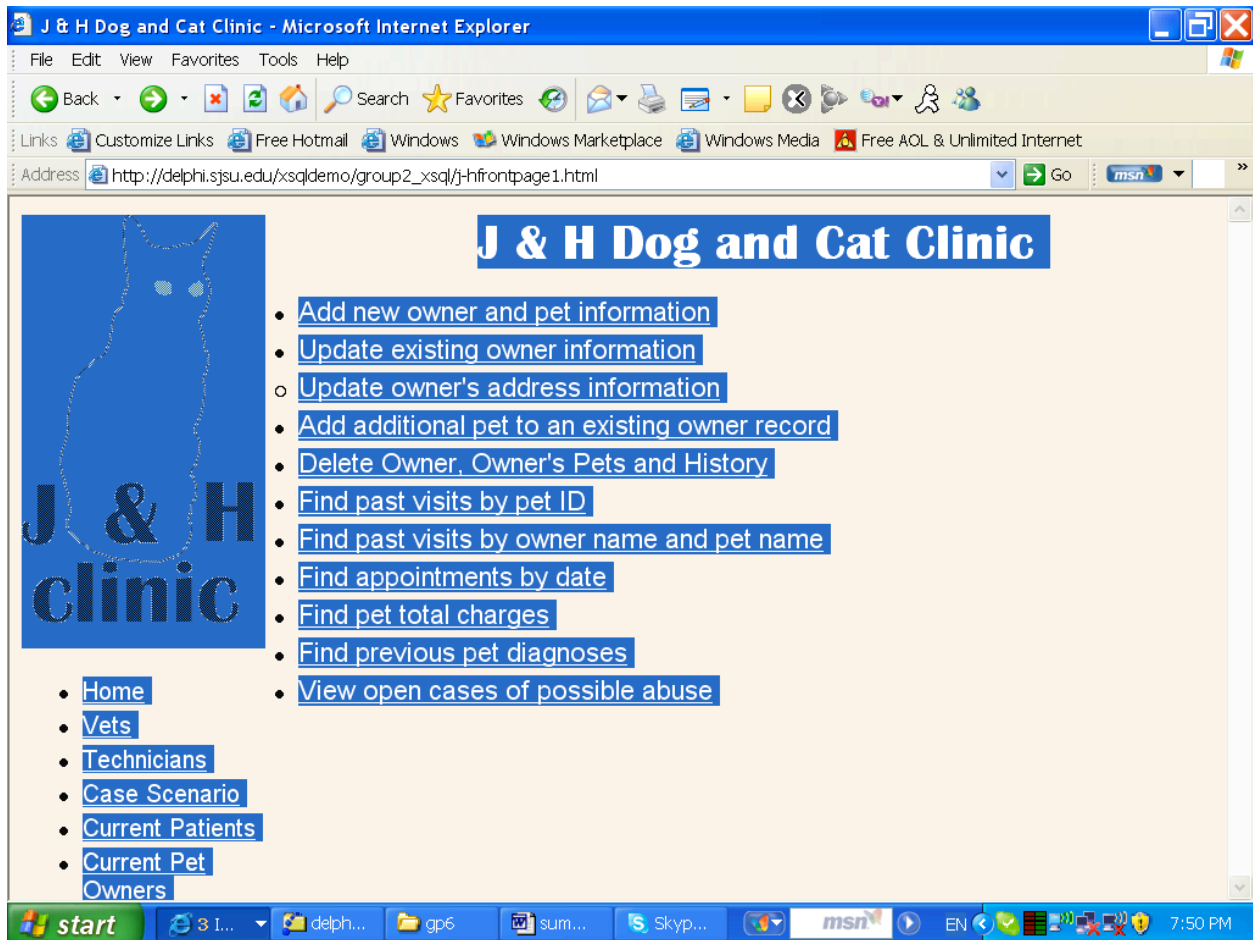 J & H Dog and Cat Clinic - Microsoft Internet Explorer
File Edit View Favorites Tools Help
Back Search Favorites
Links Customize Links Free Hotmail Windows Windows Marketplace Windows Media Free AOL & Unlimited Internet
Address http://delphi.sjsu.edu/xsqldemo/group2_xsql/j-hfrontpage1.html Go msn »
J & H
clinic
Home
Vets
Technicians
Case Scenario
Current Patients
Current Pet
Owners
J & H Dog and Cat Clinic
Add new owner and pet information
Update existing owner information
Update owner's address information
Add additional pet to an existing owner record
Delete Owner, Owner's Pets and History
Find past visits by pet ID
Find past visits by owner name and pet name
Find appointments by date
Find pet total charges
Find previous pet diagnoses
View open cases of possible abuse
start 3 I... delph... gp6 sum... Skyp... msn EN 7:50 PM